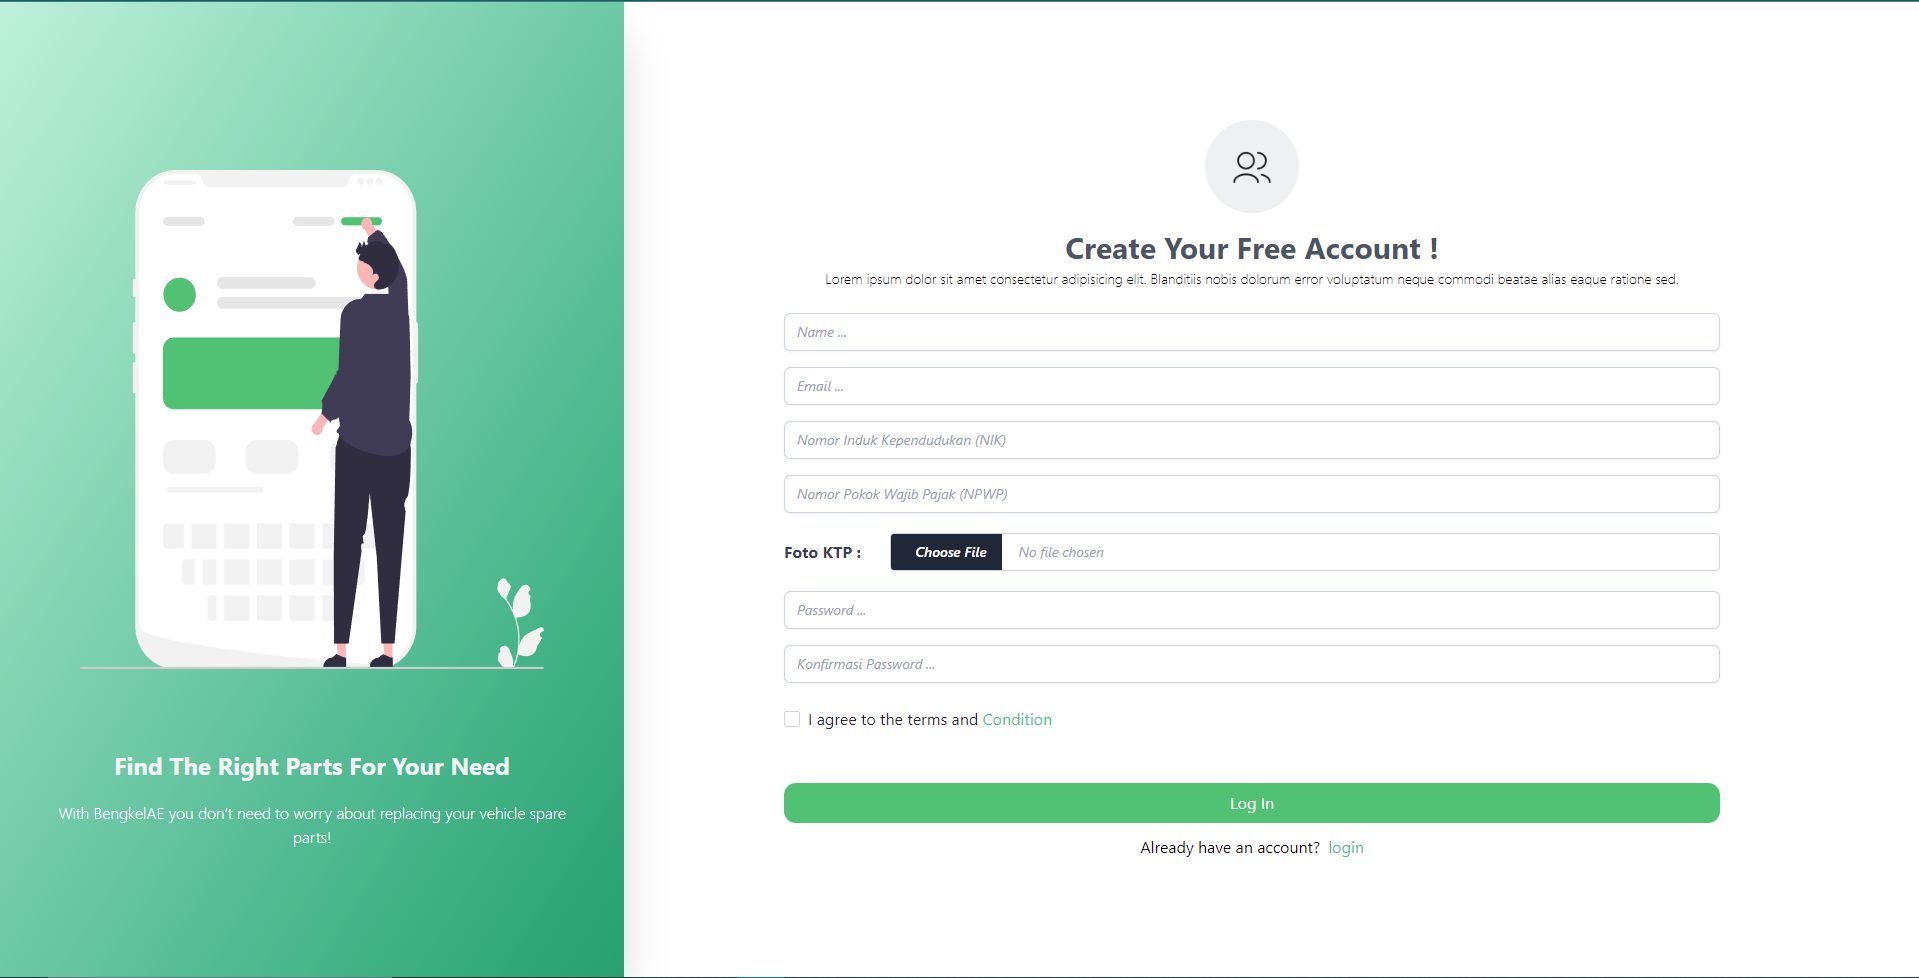 Find The Right Parts For Your Need
With BengkelAE you don't need to worry about replacing your vehicle spare
parts!
Create Your Free Account !
Lorem ipsum dolor sit amet consectetur adipisicing elit. Blanditiis nobis dolorum error voluptatum neque commodi beatae alias eaque ratione sed.
Name ...
Email ...
Nomor Induk Kependudukan (NIK)
Nomor Pokok Wajib Pajak (NPWP)
Foto KTP : Choose File No file chosen
Password ...
Konfirmasi Password ...
I agree to the terms and Condition
Log In
Already have an account? login